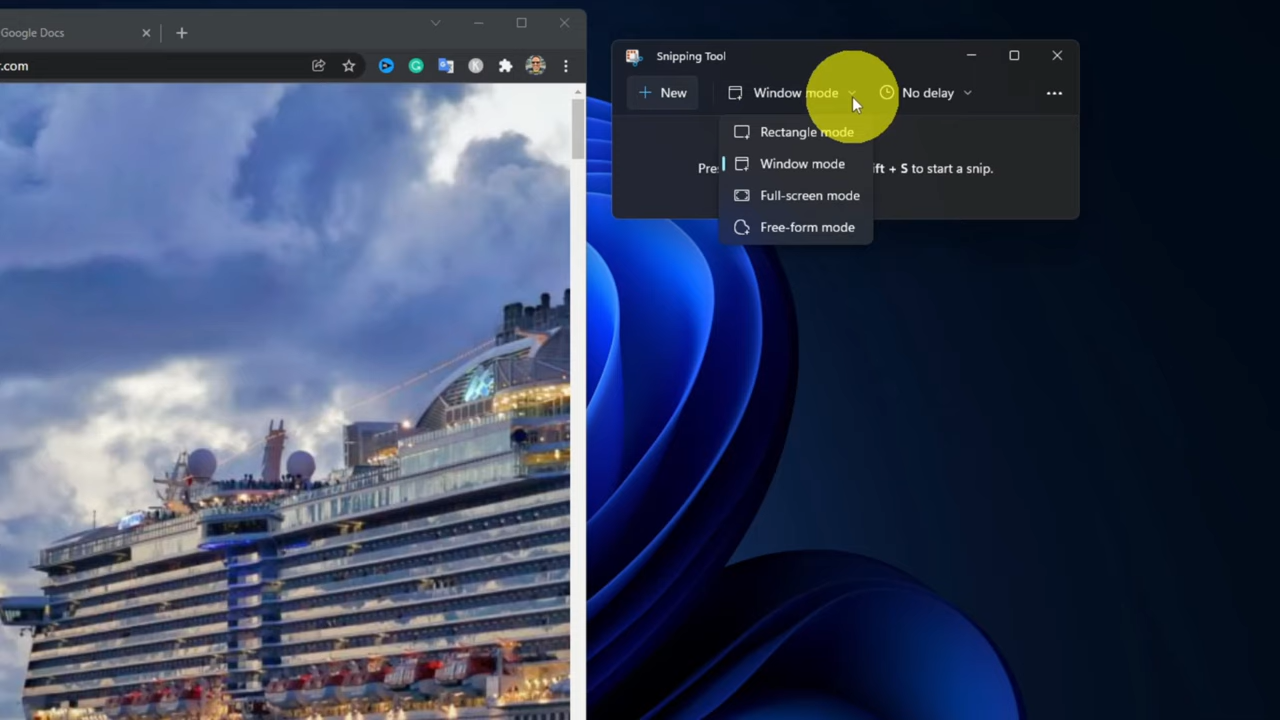 Google Docs
.com
Snipping Tool
New
Window mode
No delay
Rectangle mode
Window mode
ift + S to start a snip.
Full-screen mode
Free-form mode